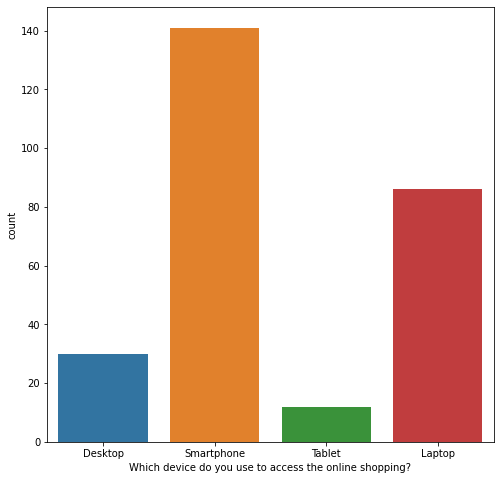 140
120
100
80
60
40
20
0
count
Desktop Smartphone Tablet Laptop
Which device do you use to access the online shopping?